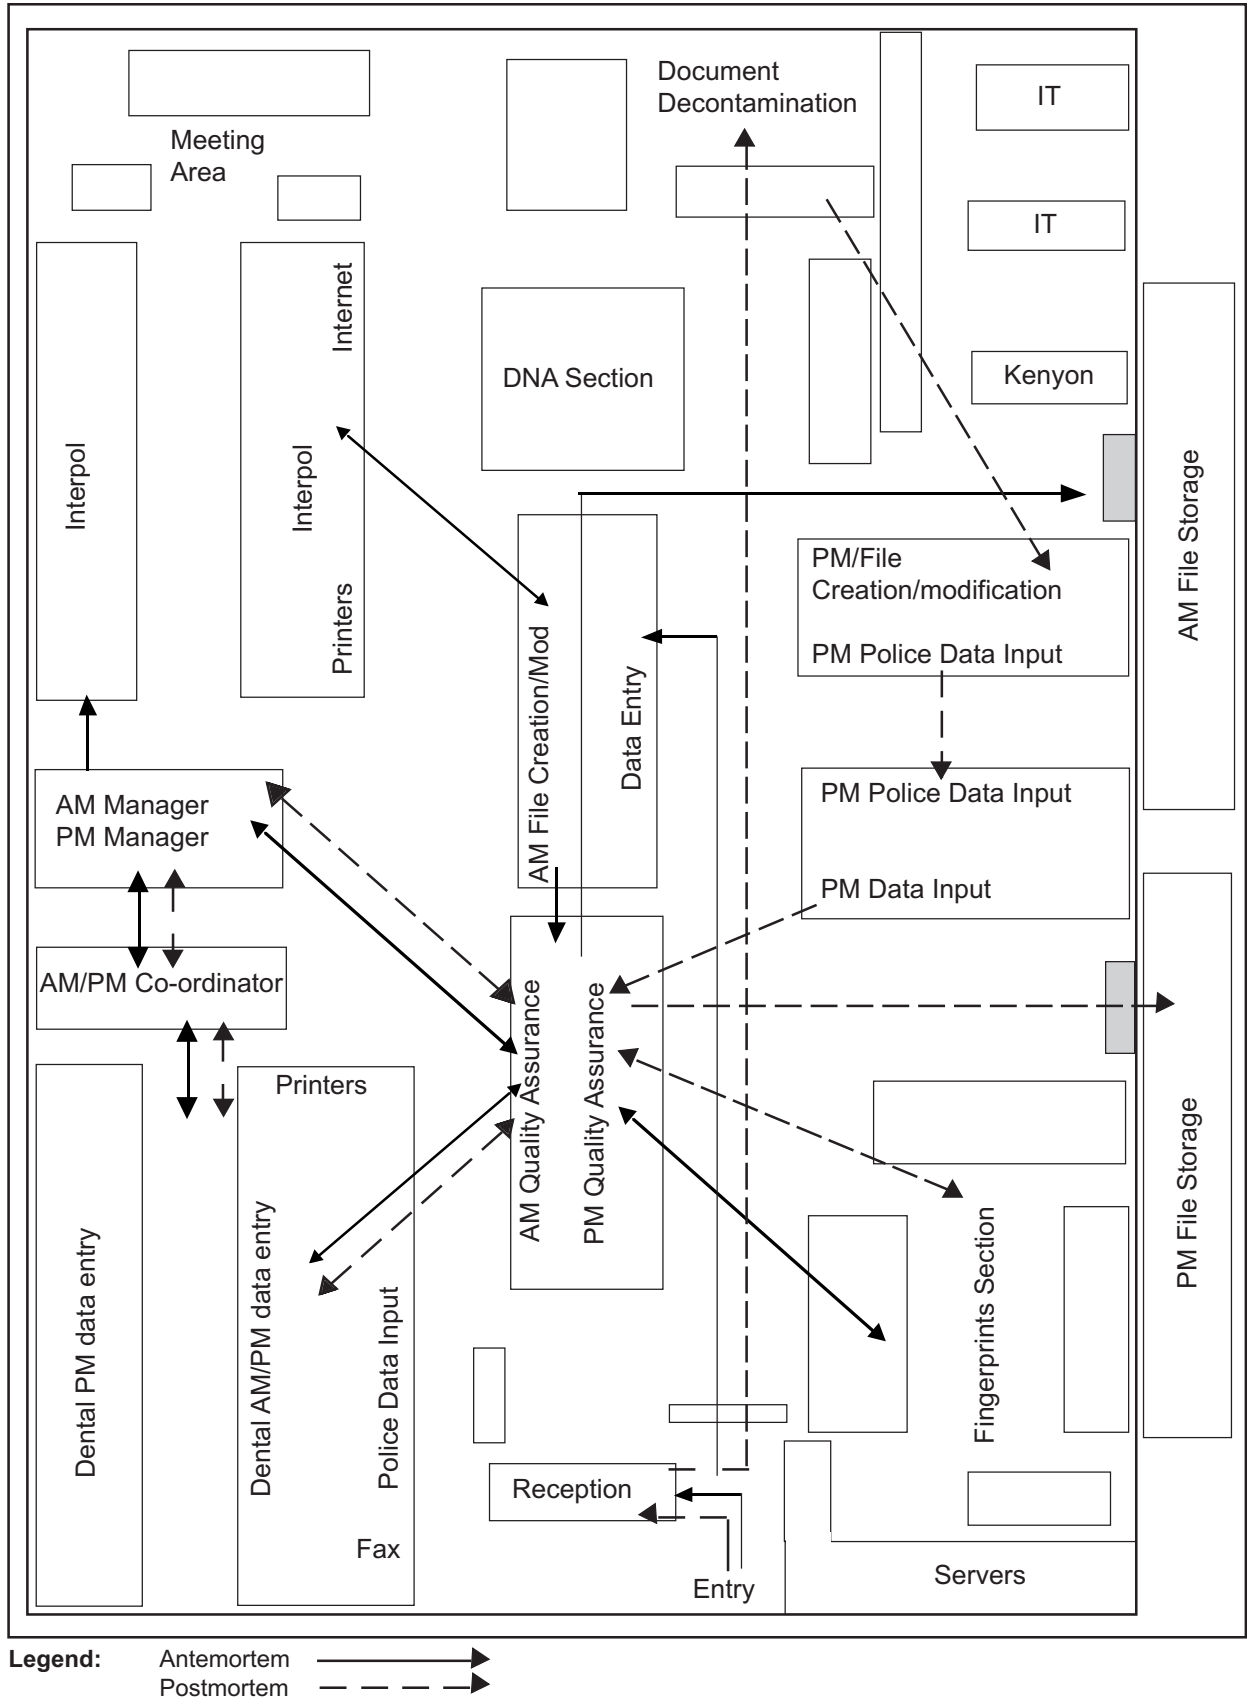 Document
Decontamination
IT
Meeting
Area
IT
Internet
Interpol
Interpol
Printers
DNA Section
Kenyon
AM File Storage
PM/File
Creation/modification
PM Police Data Input
AM File Creation/Mod
Data Entry
AM Manager
PM Manager
PM Police Data Input
PM Data Input
AM/PM Co-ordinator
AM Quality Assurance
PM Quality Assurance
Printers
Dental PM data entry
Dental AM/PM data entry
Police Data Input
Fax
Fingerprints Section
PM File Storage
Reception
Entry
Servers
Legend:
Antemortem
Postmortem